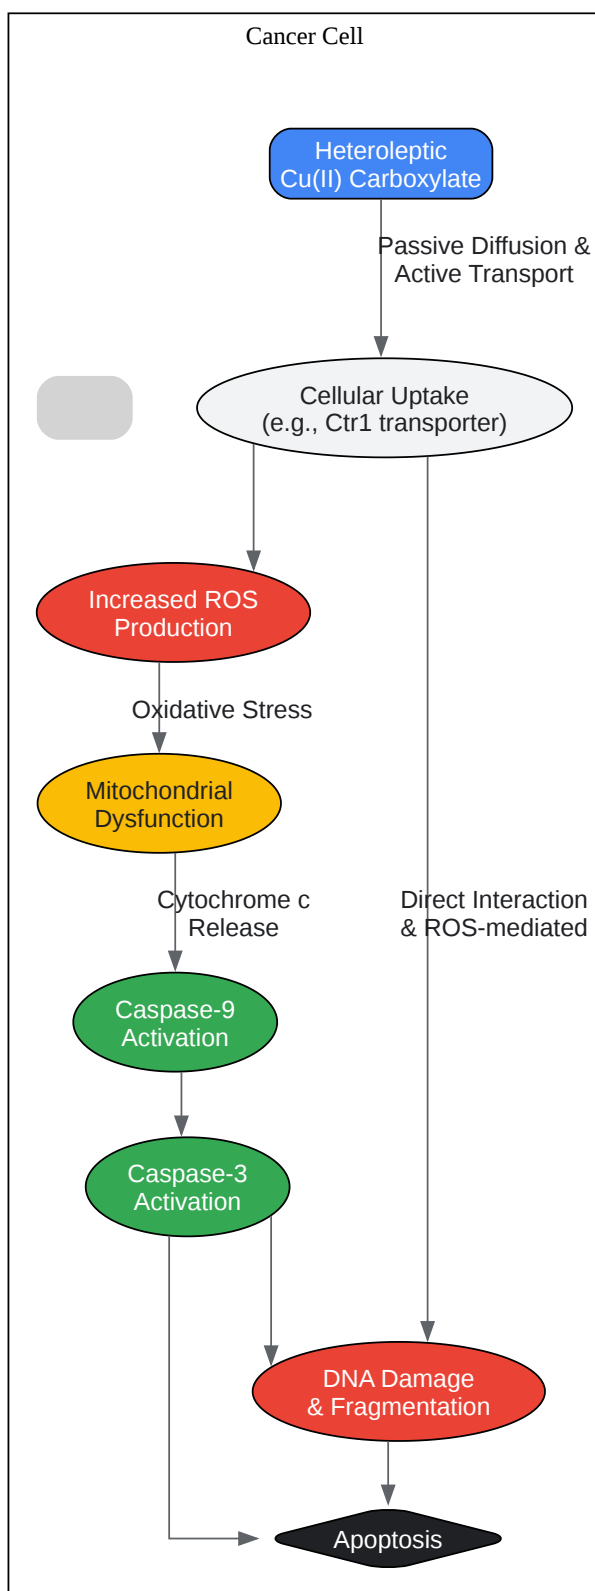 Cancer Cell
Heteroleptic
Cu(II) Carboxylate
Passive Diffusion &
Active Transport
Cellular Uptake
(e.g., Ctr1 transporter)
Increased ROS
Production
Oxidative Stress
Mitochondrial
Dysfunction
Cytochrome c
Release
Direct Interaction
& ROS-mediated
Caspase-9
Activation
Caspase-3
Activation
DNA Damage
& Fragmentation
Apoptosis